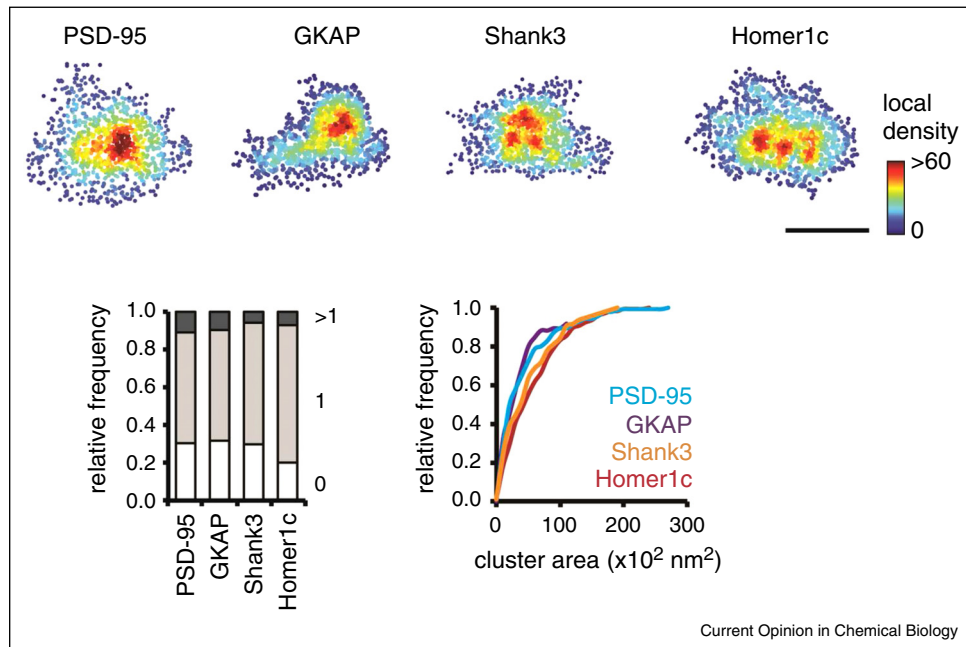 PSD-95
GKAP
Shank3
Homer1c
local
density
>60
0
relative frequency
1.0
0.8
0.6
0.4
0.2
0.0
>1
1
0
PSD-95
GKAP
Shank3
Homer1c
relative frequency
1.0
0.8
0.6
0.4
0.2
0.0
PSD-95
GKAP
Shank3
Homer1c
0 100 200 300
cluster area (x10² nm²)
Current Opinion in Chemical Biology